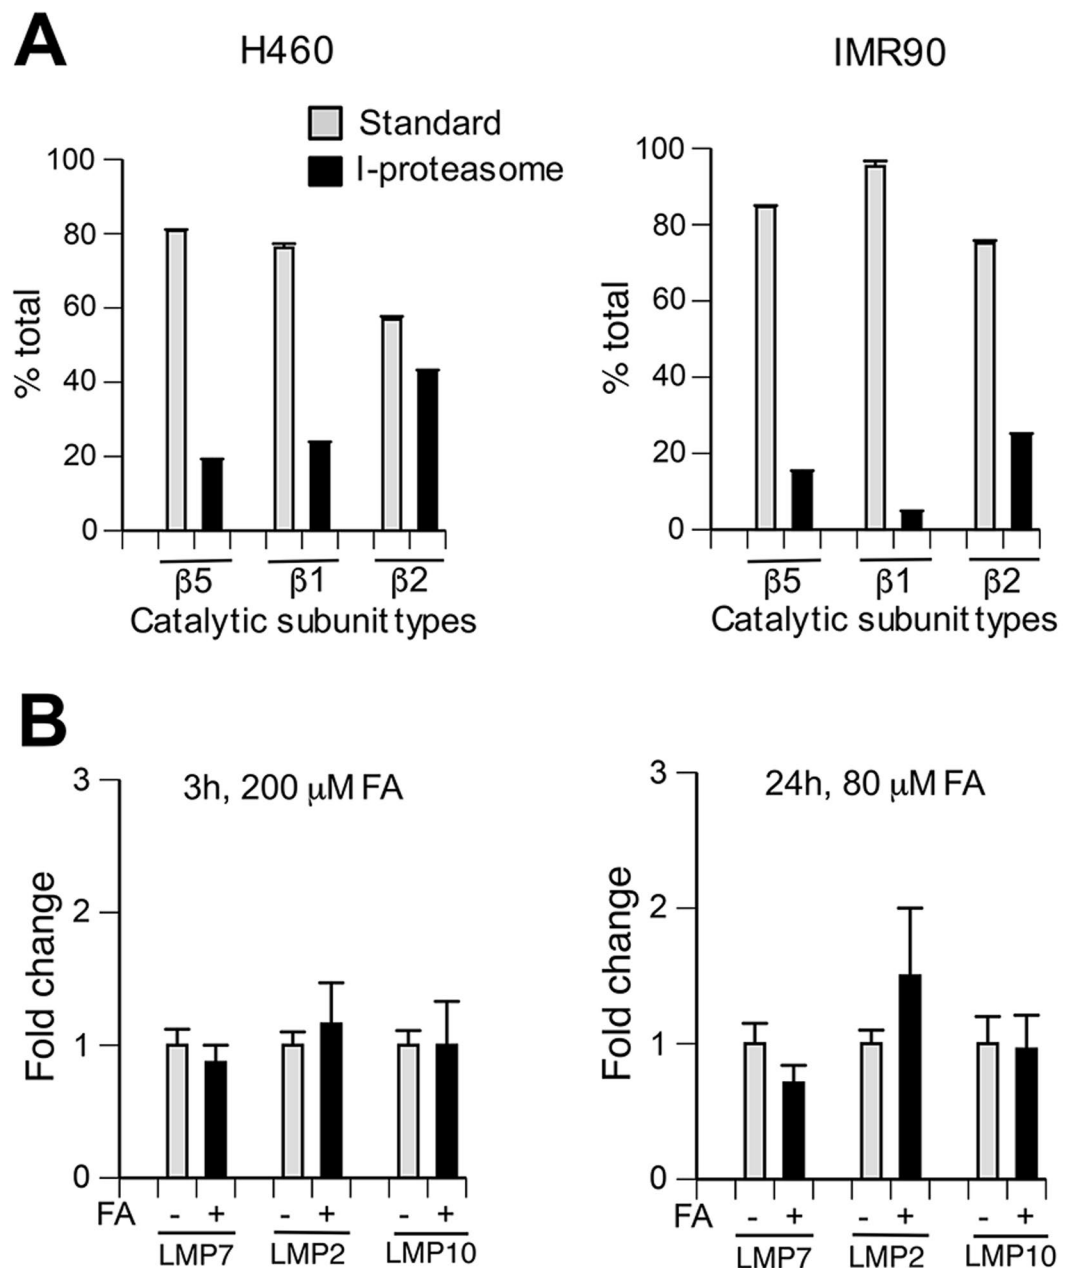 A
H460
IMR90
Standard
I-proteasome
% total
100
80
60
40
20
0
β5 β1 β2
Catalytic subunit types
% total
100
80
60
40
20
0
β5 β1 β2
Catalytic subunit types
B
3h, 200 μM FA
Fold change
3
2
1
0
FA - + - + - +
LMP7 LMP2 LMP10
24h, 80 μM FA
Fold change
3
2
1
0
FA - + - + - +
LMP7 LMP2 LMP10